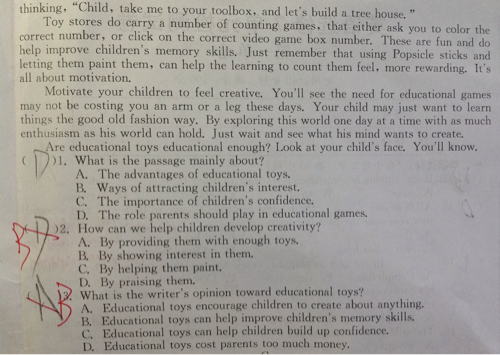 thinking, "Child, take me to your toolbox, and let's build a tree house."
Toy stores do carry a number of counting games, that either ask you to color the
correct number, or click on the correct video game box number. These are fun and do
help improve children's memory skills. Just remember that using Popsicle sticks and
letting them paint them, can help the learning to count them feel, more rewarding. It's
all about motivation.
Motivate your children to feel creative. You'll see the need for educational games
may not be costing you an arm or a leg these days. Your child may just want to learn
things the good old fashion way. By exploring this world one day at a time with as much
enthusiasm as his world can hold. Just wait and see what his mind wants to create.
Are educational toys educational enough? Look at your child's face. You'll know.
( D )1. What is the passage mainly about?
A. The advantages of educational toys.
B. Ways of attracting children's interest.
C. The importance of children's confidence.
D. The role parents should play in educational games.
B )2. How can we help children develop creativity?
A. By providing them with enough toys.
B. By showing interest in them.
C. By helping them paint.
D. By praising them.
A B 3. What is the writer's opinion toward educational toys?
A. Educational toys encourage children to create about anything.
B. Educational toys can help improve children's memory skills.
C. Educational toys can help children build up confidence.
D. Educational toys cost parents too much money.